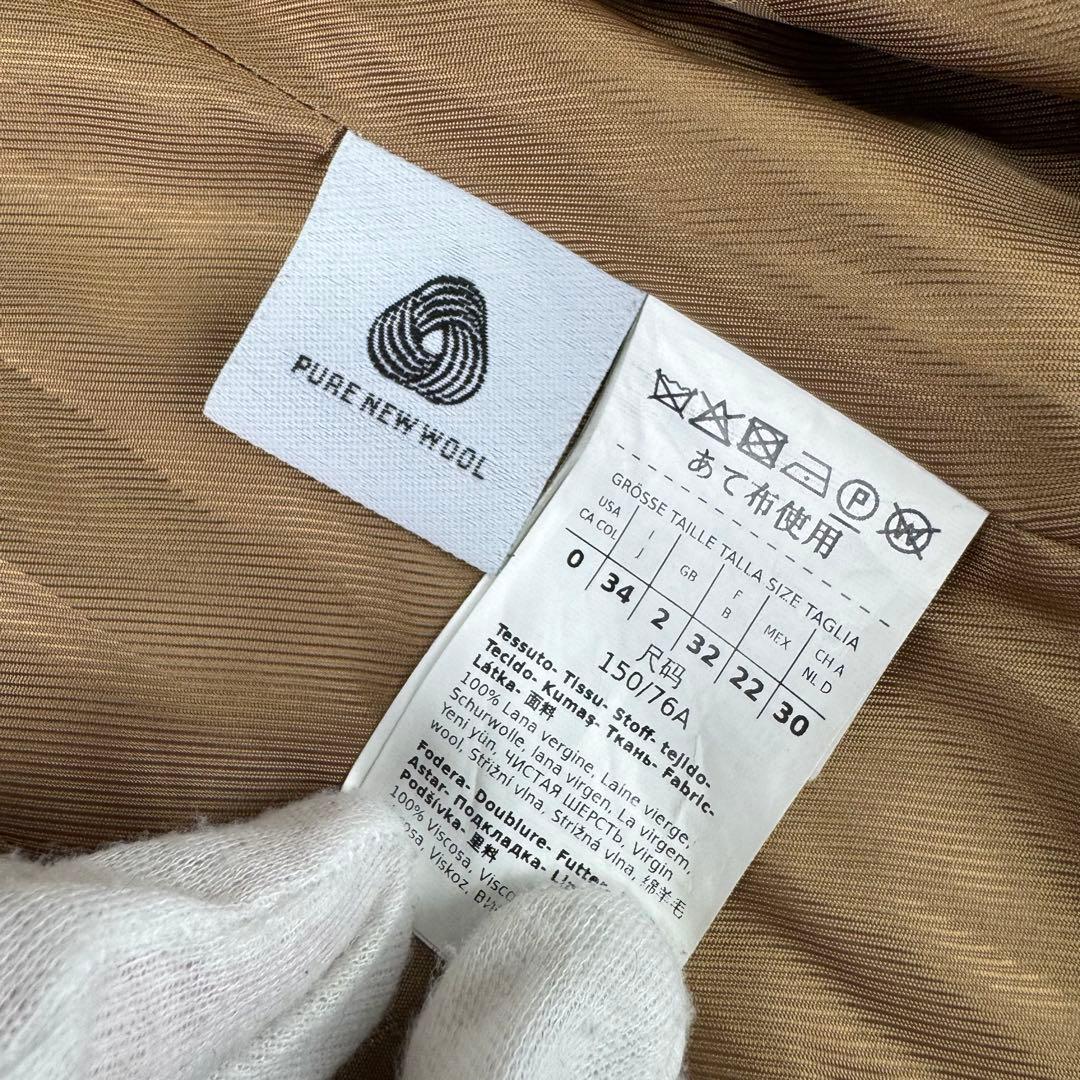 PURE NEW WOOL
P
W
あて布使用
GRÖSSE TAILLE TALLA SIZE TAGLIA
USA I GB F MEX CH A
CA COL J B NL D
0 34 2 32 22 30
尺码
150/76A
Tessuto- Tissu- Stoff- tejido-
Tecido- Kumaş- Ткань- Fabric-
Látka- 面料
100% Lana vergine, Laine vierge,
Schurwolle, lana virgen, La virgem,
Yeni yün, ЧИСТАЯ ШЕРСТЬ, Virgin
wool, Střížní vlna, Strižná vlna, 绵羊毛
Fodera- Doublure- Futter
Astar- Подкладка-
Podšívka- 里料
100% Viscosa,
Viskoz,